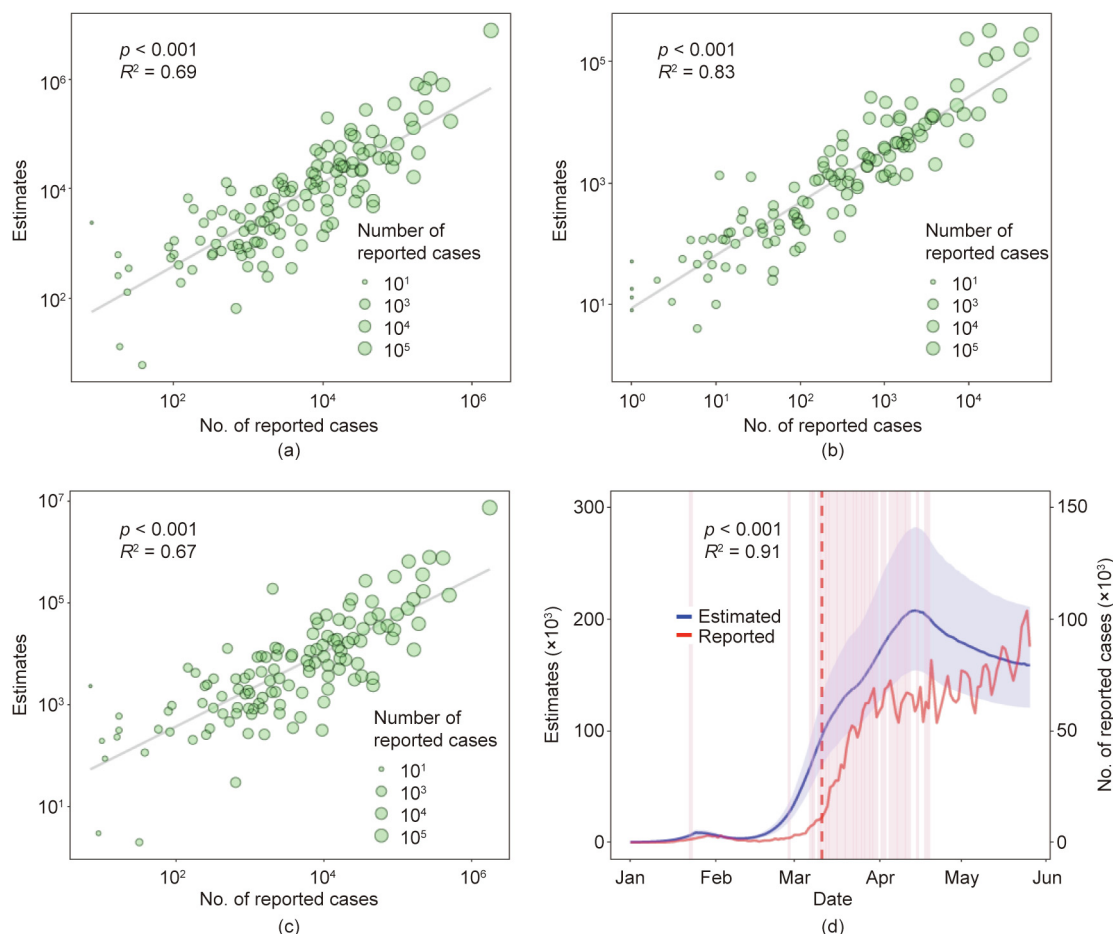 p < 0.001
R² = 0.69
10⁶
10⁴
10²
Estimates
Number of
reported cases
10¹
10³
10⁴
10⁵
10²
10⁴
10⁶
No. of reported cases
(a)
p < 0.001
R² = 0.83
10⁵
10³
10¹
Estimates
Number of
reported cases
10¹
10³
10⁴
10⁵
10⁰
10¹
10²
10³
10⁴
No. of reported cases
(b)
p < 0.001
R² = 0.67
10⁷
10⁵
10³
10¹
Estimates
Number of
reported cases
10¹
10³
10⁴
10⁵
10²
10⁴
10⁶
No. of reported cases
(c)
p < 0.001
R² = 0.91
300
200
100
0
Estimates (×10³)
Estimated
Reported
150
100
50
0
No. of reported cases (×10³)
Jan
Feb
Mar
Apr
May
Jun
Date
(d)